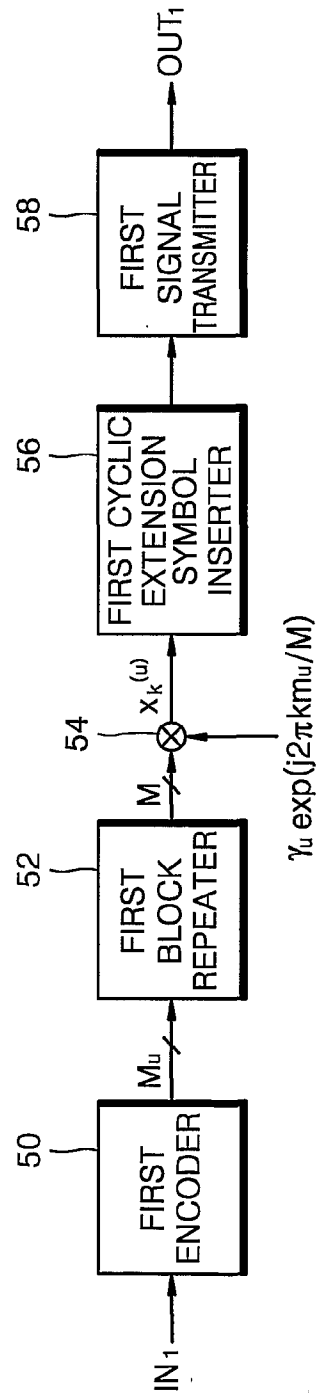 IN₁
50
FIRST
ENCODER
Mᵤ
52
FIRST
BLOCK
REPEATER
M
54
xₖ⁽ᵘ⁾
γᵤ exp(j2πkmᵤ/M)
56
FIRST CYCLIC
EXTENSION
SYMBOL
INSERTER
58
FIRST
SIGNAL
TRANSMITTER
OUT₁